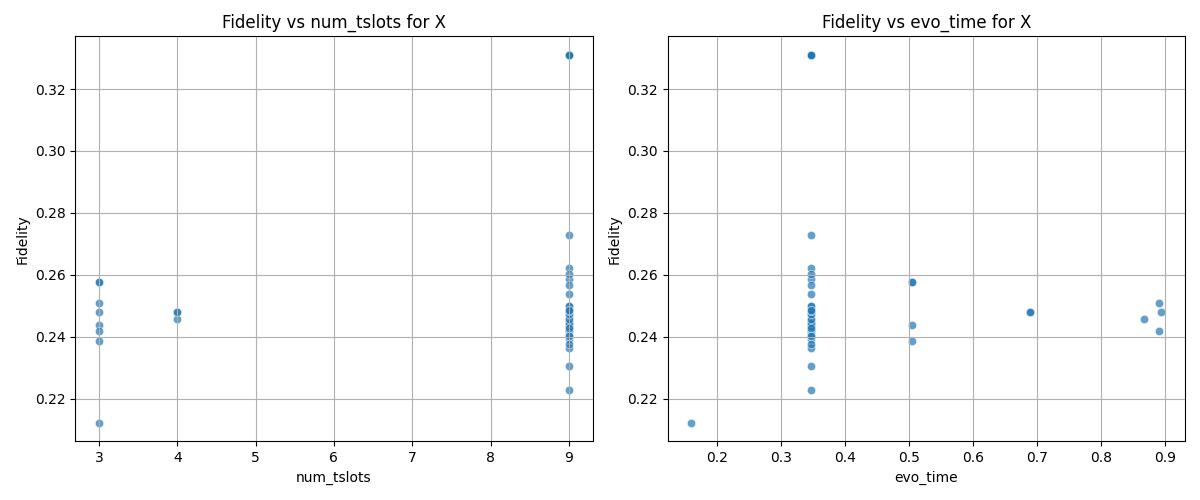 Fidelity vs num_tslots for X
Fidelity
0.32
0.30
0.28
0.26
0.24
0.22
3 4 5 6 7 8 9
num_tslots
Fidelity vs evo_time for X
Fidelity
0.32
0.30
0.28
0.26
0.24
0.22
0.2 0.3 0.4 0.5 0.6 0.7 0.8 0.9
evo_time